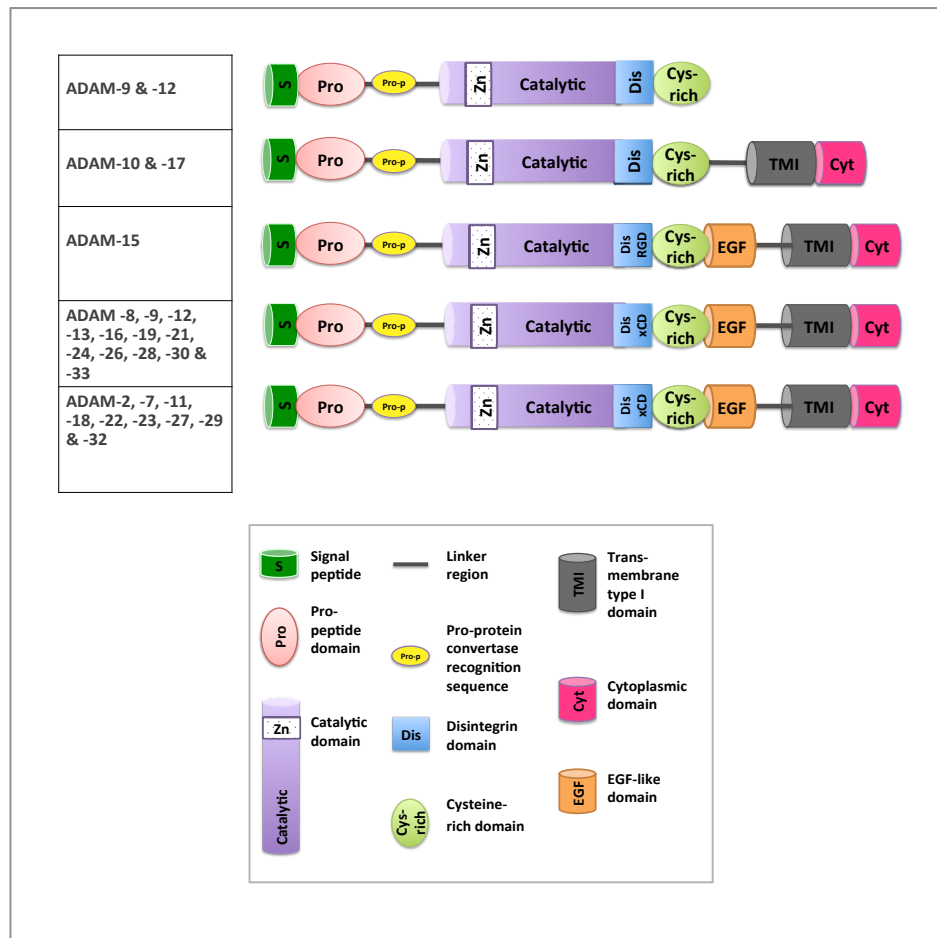 ADAM-9 & -12
S Pro Pro-p Zn Catalytic Dis Cys-
rich
ADAM-10 & -17
S Pro Pro-p Zn Catalytic Dis Cys-
rich TMI Cyt
ADAM-15
S Pro Pro-p Zn Catalytic Dis
RGD Cys-
rich EGF TMI Cyt
ADAM -8, -9, -12,
-13, -16, -19, -21,
-24, -26, -28, -30 &
-33
S Pro Pro-p Zn Catalytic Dis
xCD Cys-
rich EGF TMI Cyt
ADAM-2, -7, -11,
-18, -22, -23, -27, -29
& -32
S Pro Pro-p Zn Catalytic Dis
xCD Cys-
rich EGF TMI Cyt
S
Signal
peptide
Pro
Pro-
peptide
domain
Zn
Catalytic
Catalytic
domain
Linker
region
Pro-p
Pro-protein
convertase
recognition
sequence
Dis
Disintegrin
domain
Cys-
rich
Cysteine-
rich domain
TMI
Trans-
membrane
type I
domain
Cyt
Cytoplasmic
domain
EGF
EGF-like
domain